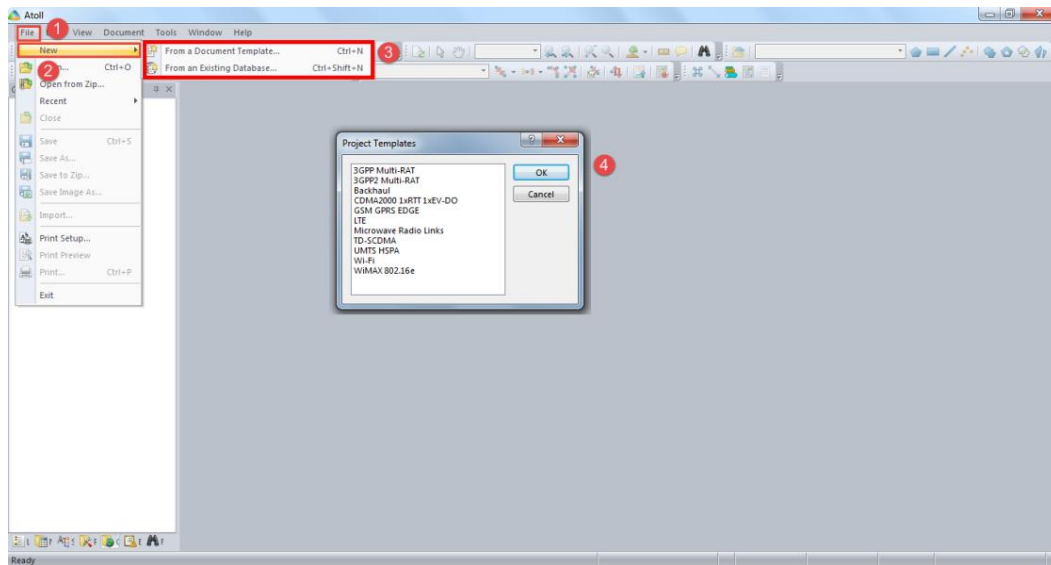 Atoll
File View Document Tools Window Help
1
New
From a Document Template... Ctrl+N
3
2
Ctrl+O
From an Existing Database... Ctrl+Shift+N
Open from Zip...
Recent
Close
Save Ctrl+S
Save As...
Save to Zip...
Save Image As...
Import...
Print Setup...
Print Preview
Print... Ctrl+P
Exit
Project Templates
4
3GPP Multi-RAT
3GPP2 Multi-RAT
Backhaul
CDMA2000 1xRTT 1xEV-DO
GSM GPRS EDGE
LTE
Microwave Radio Links
TD-SCDMA
UMTS HSPA
Wi-Fi
WiMAX 802.16e
OK
Cancel
Ready